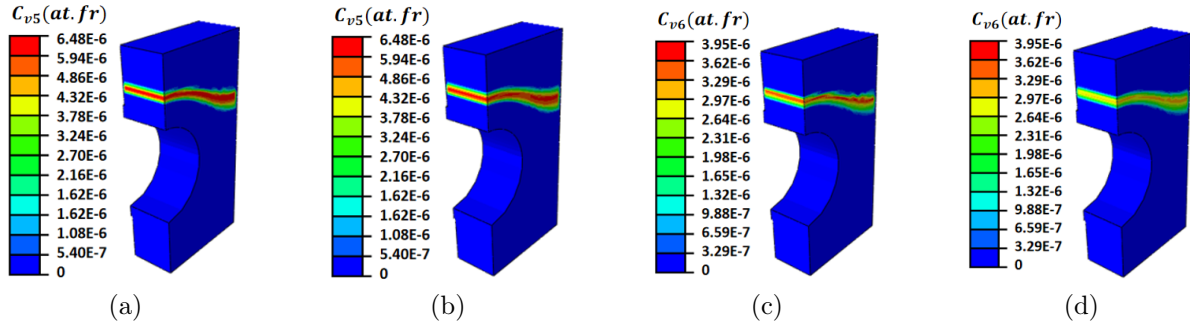 C_v5(at.fr)
6.48E-6
5.94E-6
4.86E-6
4.32E-6
3.78E-6
3.24E-6
2.70E-6
2.16E-6
1.62E-6
1.62E-6
1.08E-6
5.40E-7
0
(a)
C_v5(at.fr)
6.48E-6
5.94E-6
4.86E-6
4.32E-6
3.78E-6
3.24E-6
2.70E-6
2.16E-6
1.62E-6
1.62E-6
1.08E-6
5.40E-7
0
(b)
C_v6(at.fr)
3.95E-6
3.62E-6
3.29E-6
2.97E-6
2.64E-6
2.31E-6
1.98E-6
1.65E-6
1.32E-6
9.88E-7
6.59E-7
3.29E-7
0
(c)
C_v6(at.fr)
3.95E-6
3.62E-6
3.29E-6
2.97E-6
2.64E-6
2.31E-6
1.98E-6
1.65E-6
1.32E-6
9.88E-7
6.59E-7
3.29E-7
0
(d)